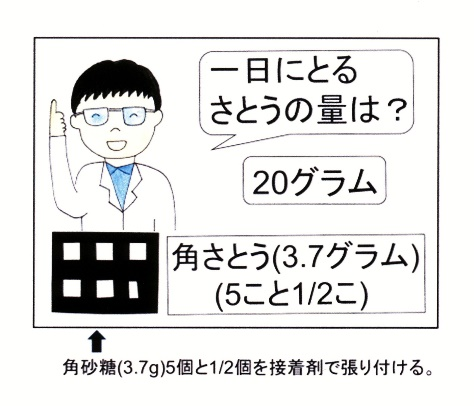 一日にとる
さとうの量は？
20グラム
角さとう(3.7グラム)
(5こと1/2こ)
角砂糖(3.7g)5個と1/2個を接着剤で張り付ける。